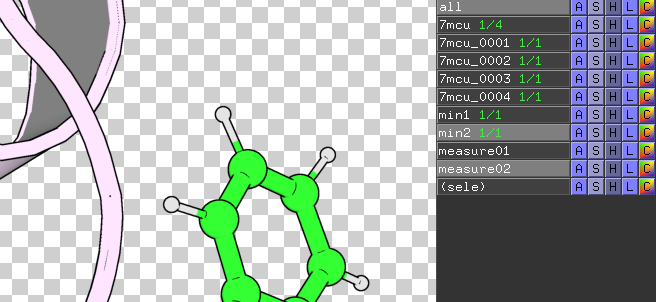 all A S H L C
7mcu 1/4 A S H L C
7mcu_0001 1/1 A S H L C
7mcu_0002 1/1 A S H L C
7mcu_0003 1/1 A S H L C
7mcu_0004 1/1 A S H L C
min1 1/1 A S H L C
min2 1/1 A S H L C
measure01 A S H L C
measure02 A S H L C
(sele) A S H L C